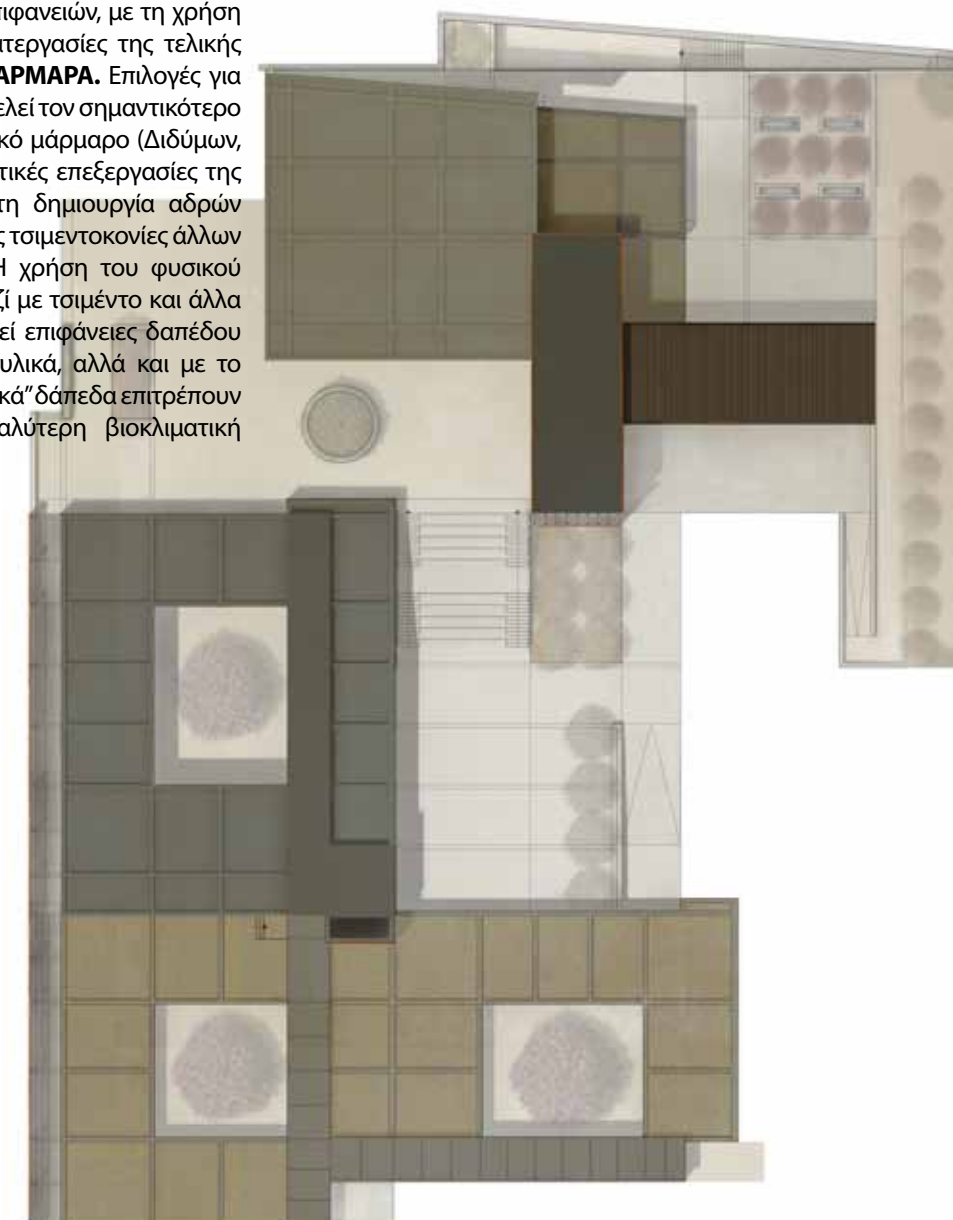 πιφανειών, με τη χρήση
ατεργασίες της τελικής
ΑΡΜΑΡΑ. Επιλογές για
ελεί τον σημαντικότερο
κό μάρμαρο (Διδύμων,
τικές επεξεργασίες της
τη δημιουργία αδρών
ς τσιμεντοκονίες άλλων
Η χρήση του φυσικού
ζί με τσιμέντο και άλλα
εί επιφάνειες δαπέδου
υλικά, αλλά και με το
κά" δάπεδα επιτρέπουν
αλύτερη βιοκλιματική